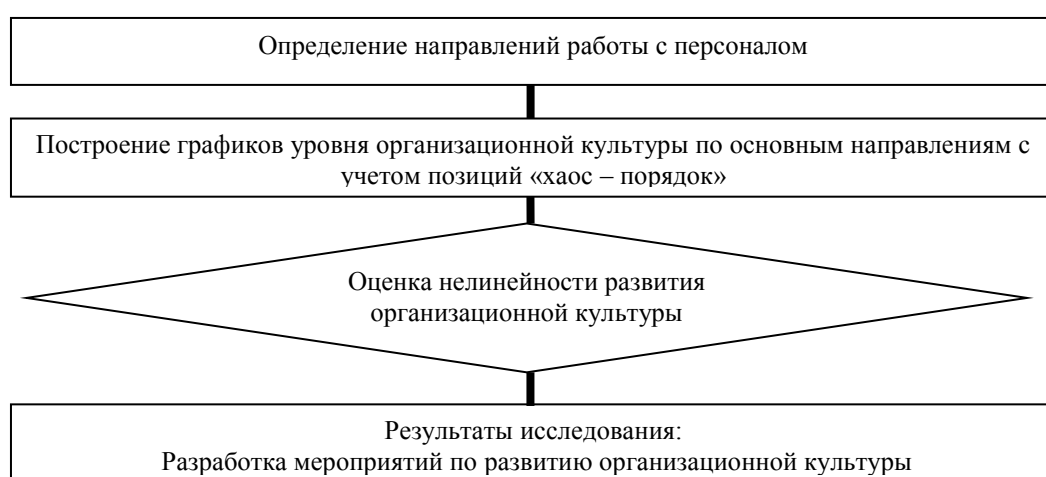 Определение направлений работы с персоналом
Построение графиков уровня организационной культуры по основным направлениям с
учетом позиций «хаос – порядок»
Оценка нелинейности развития
организационной культуры
Результаты исследования:
Разработка мероприятий по развитию организационной культуры